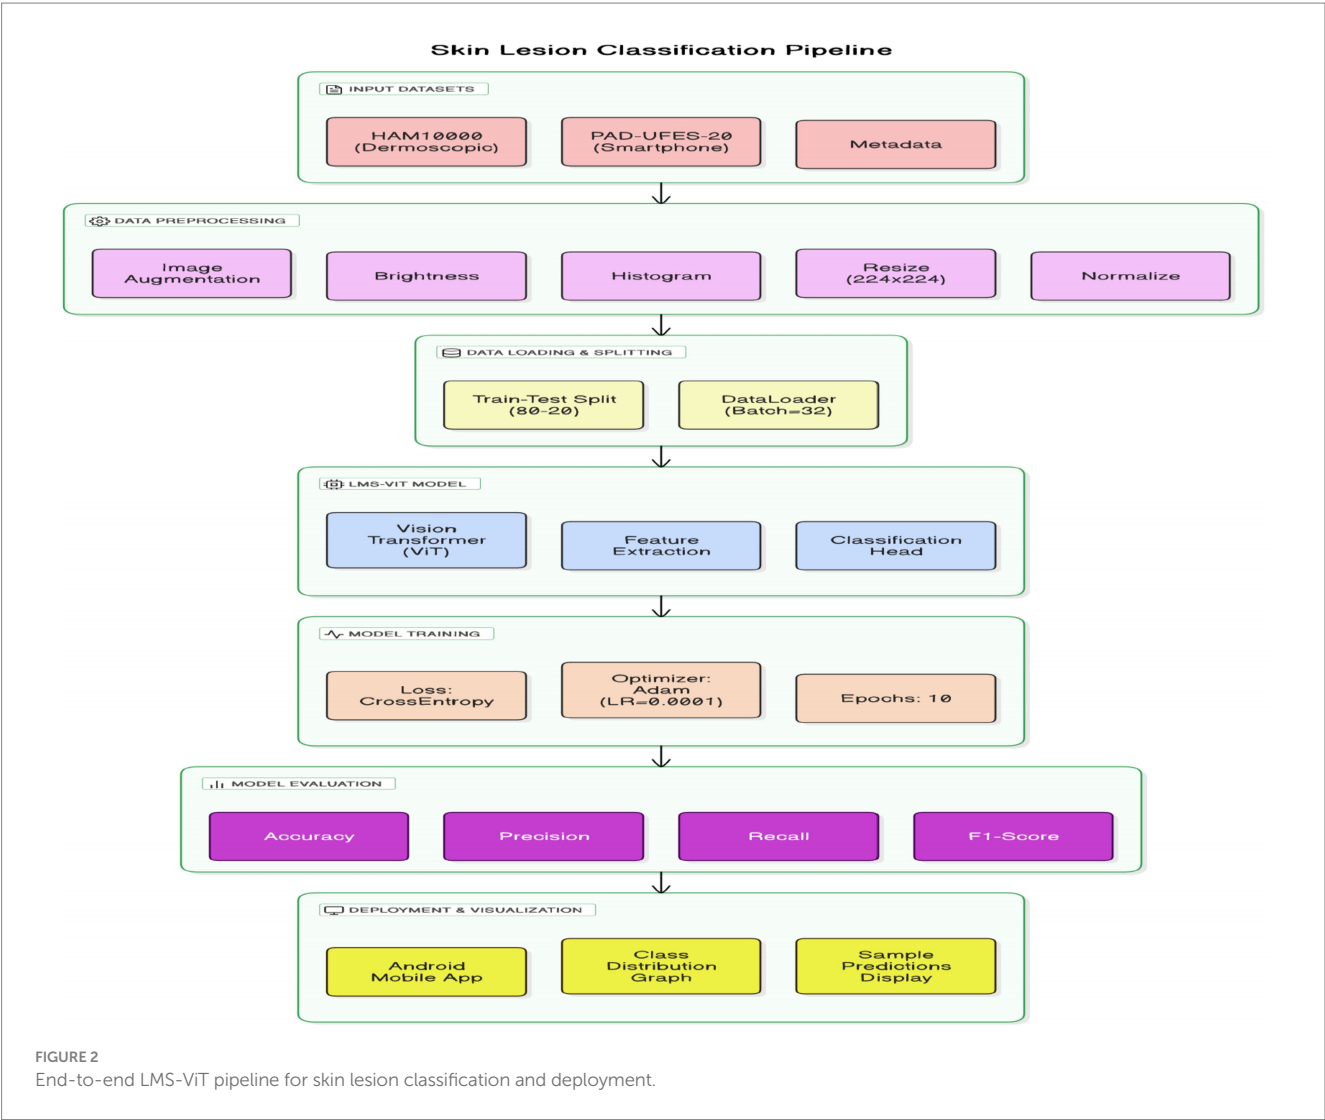 Skin Lesion Classification Pipeline
INPUT DATASETS
HAM10000
(Dermoscopic)
PAD-UFES-20
(Smartphone)
Metadata
DATA PREPROCESSING
Image
Augmentation
Brightness
Histogram
Resize
(224x224)
Normalize
DATA LOADING & SPLITTING
Train-Test Split
(80-20)
DataLoader
(Batch=32)
LMS-VIT MODEL
Vision
Transformer
(ViT)
Feature
Extraction
Classification
Head
MODEL TRAINING
Loss:
CrossEntropy
Optimizer:
Adam
(LR=0.0001)
Epochs: 10
MODEL EVALUATION
Accuracy
Precision
Recall
F1-Score
DEPLOYMENT & VISUALIZATION
Android
Mobile App
Class
Distribution
Graph
Sample
Predictions
Display
FIGURE 2
End-to-end LMS-ViT pipeline for skin lesion classification and deployment.